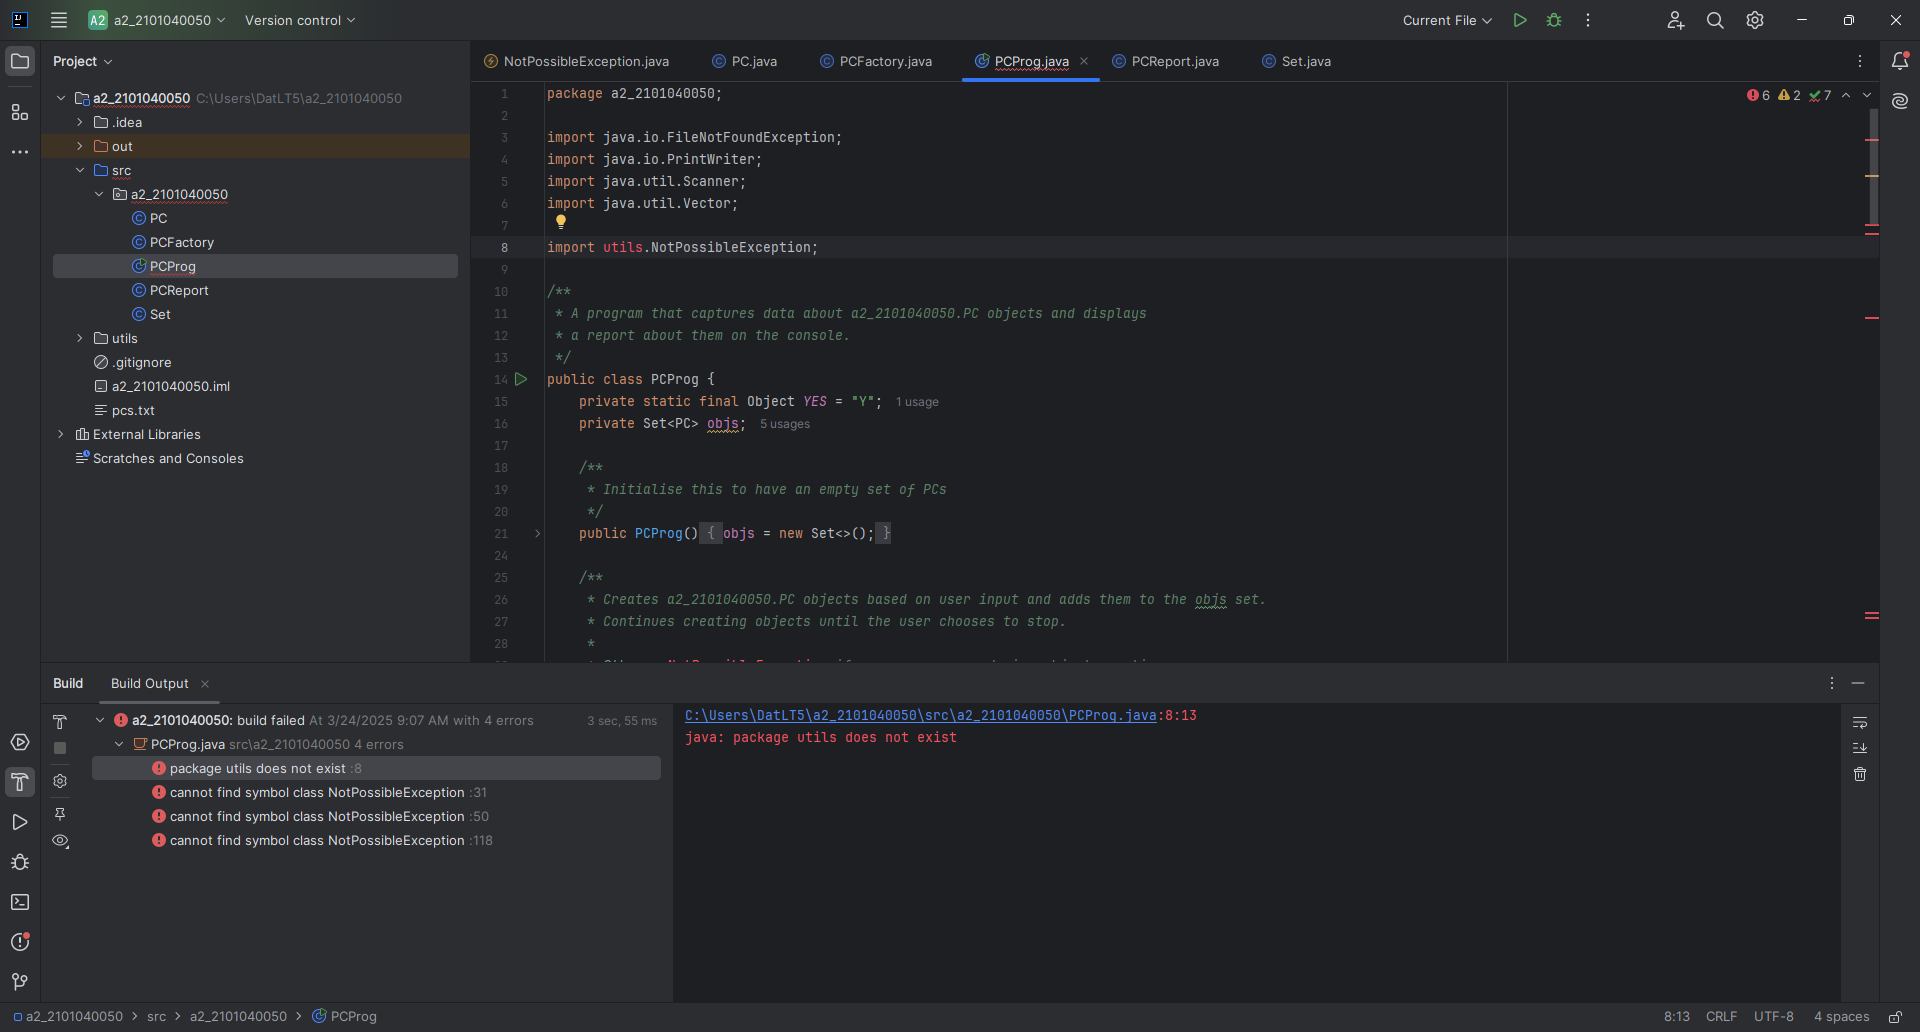 A2 a2_2101040050 Version control Current File
Project
a2_2101040050 C:\Users\DatLT5\a2_2101040050
.idea
out
src
a2_2101040050
PC
PCFactory
PCProg
PCReport
Set
utils
.gitignore
a2_2101040050.iml
pcs.txt
External Libraries
Scratches and Consoles
NotPossibleException.java PC.java PCFactory.java PCProg.java PCReport.java Set.java
6 2 7
1 package a2_2101040050;
2
3 import java.io.FileNotFoundException;
4 import java.io.PrintWriter;
5 import java.util.Scanner;
6 import java.util.Vector;
7
8 import utils.NotPossibleException;
9
10 /**
11 * A program that captures data about a2_2101040050.PC objects and displays
12 * a report about them on the console.
13 */
14 public class PCProg {
15 private static final Object YES = "Y"; 1 usage
16 private Set<PC> objs; 5 usages
17
18 /**
19 * Initialise this to have an empty set of PCs
20 */
21 public PCProg() { objs = new Set<>(); }
24
25 /**
26 * Creates a2_2101040050.PC objects based on user input and adds them to the objs set.
27 * Continues creating objects until the user chooses to stop.
28 *
Build Build Output
a2_2101040050: build failed At 3/24/2025 9:07 AM with 4 errors 3 sec, 55 ms
PCProg.java src\a2_2101040050 4 errors
package utils does not exist :8
cannot find symbol class NotPossibleException :31
cannot find symbol class NotPossibleException :50
cannot find symbol class NotPossibleException :118
C:\Users\DatLT5\a2_2101040050\src\a2_2101040050\PCProg.java:8:13
java: package utils does not exist
a2_2101040050 > src > a2_2101040050 > PCProg
8:13 CRLF UTF-8 4 spaces